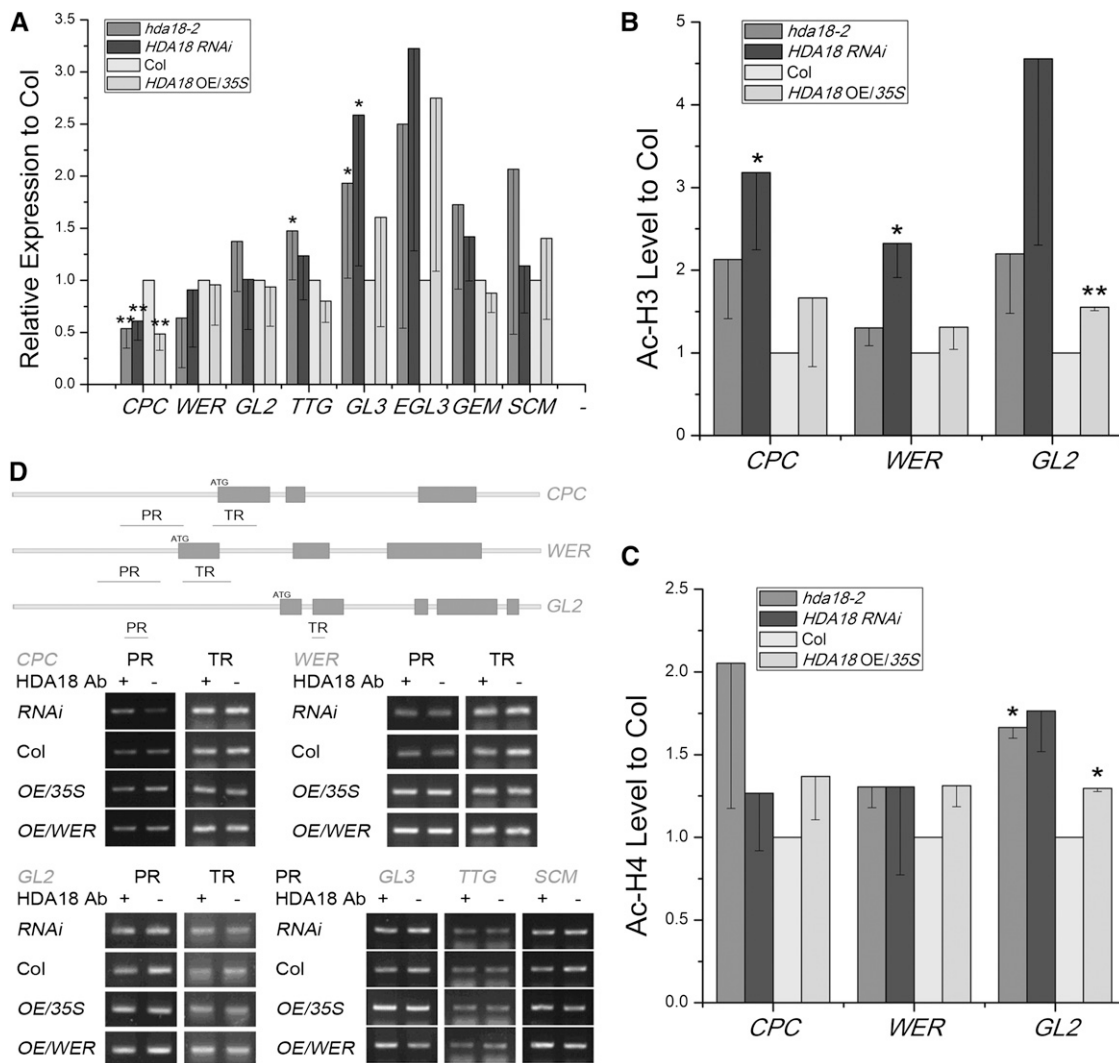 A
hda18-2
HDA18 RNAi
Col
HDA18 OE/35S
Relative Expression to Col
3.5
3.0
2.5
2.0
1.5
1.0
0.5
0.0
** ** ** * * *
CPC WER GL2 TTG GL3 EGL3 GEM SCM -
B
hda18-2
HDA18 RNAi
Col
HDA18 OE/35S
Ac-H3 Level to Col
5
4
3
2
1
0
* * **
CPC WER GL2
D
ATG
CPC
PR TR
ATG
WER
PR TR
ATG
GL2
PR TR
CPC PR TR
HDA18 Ab + - + -
RNAi
Col
OE/35S
OE/WER
WER PR TR
HDA18 Ab + - + -
RNAi
Col
OE/35S
OE/WER
GL2 PR TR
HDA18 Ab + - + -
RNAi
Col
OE/35S
OE/WER
PR GL3 TTG SCM
HDA18 Ab + - + - + -
RNAi
Col
OE/35S
OE/WER
C
hda18-2
HDA18 RNAi
Col
HDA18 OE/35S
Ac-H4 Level to Col
2.5
2.0
1.5
1.0
0.5
0.0
* *
CPC WER GL2